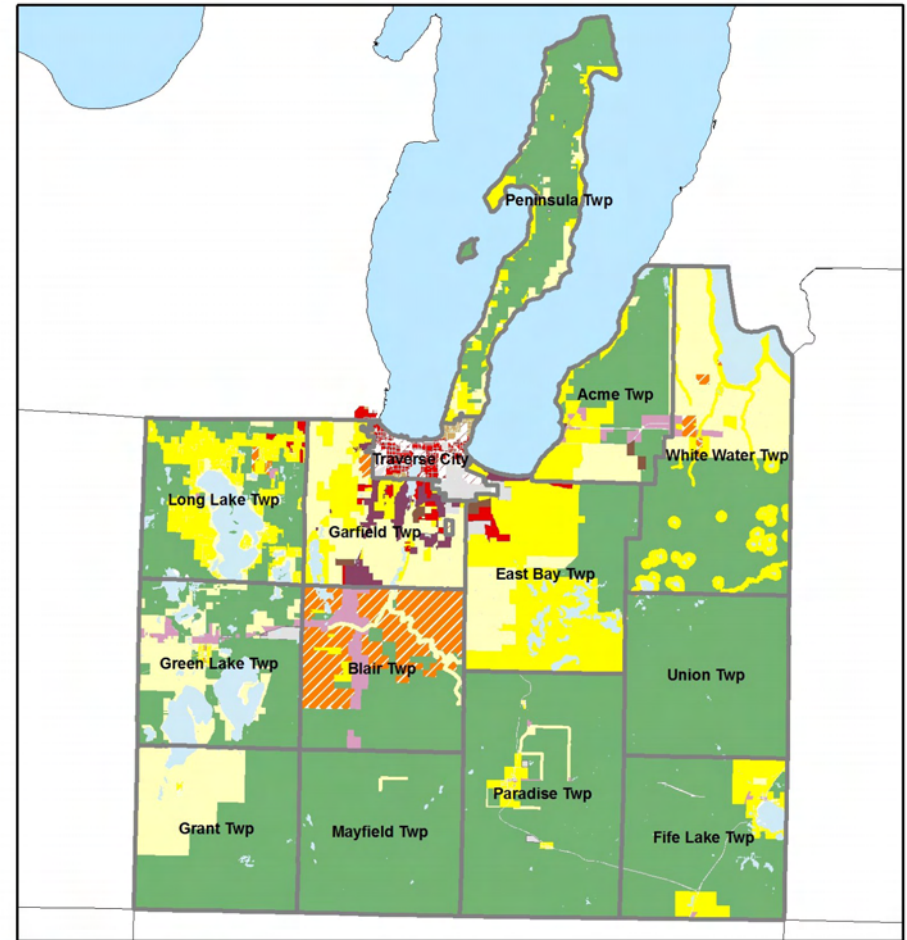 Peninsula Twp
Acme Twp
Traverse City
White Water Twp
Long Lake Twp
Garfield Twp
East Bay Twp
Green Lake Twp
Blair Twp
Union Twp
Paradise Twp
Grant Twp
Mayfield Twp
Fife Lake Twp